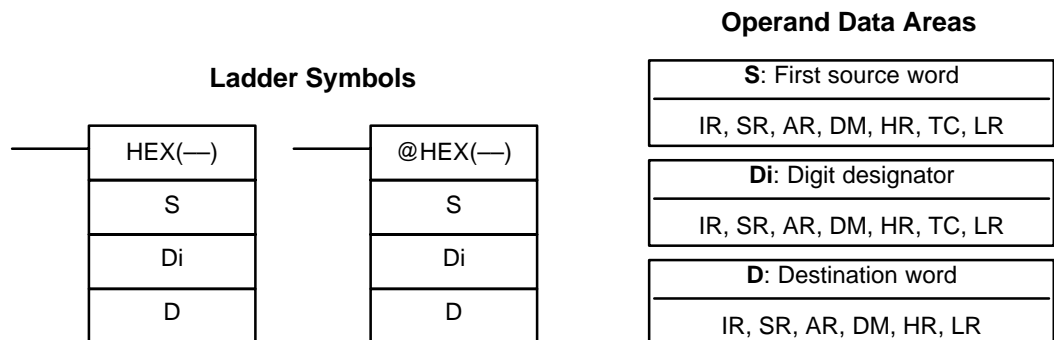 Ladder Symbols
HEX(—)
S
Di
D
@HEX(—)
S
Di
D
Operand Data Areas
S: First source word
IR, SR, AR, DM, HR, TC, LR
Di: Digit designator
IR, SR, AR, DM, HR, TC, LR
D: Destination word
IR, SR, AR, DM, HR, LR